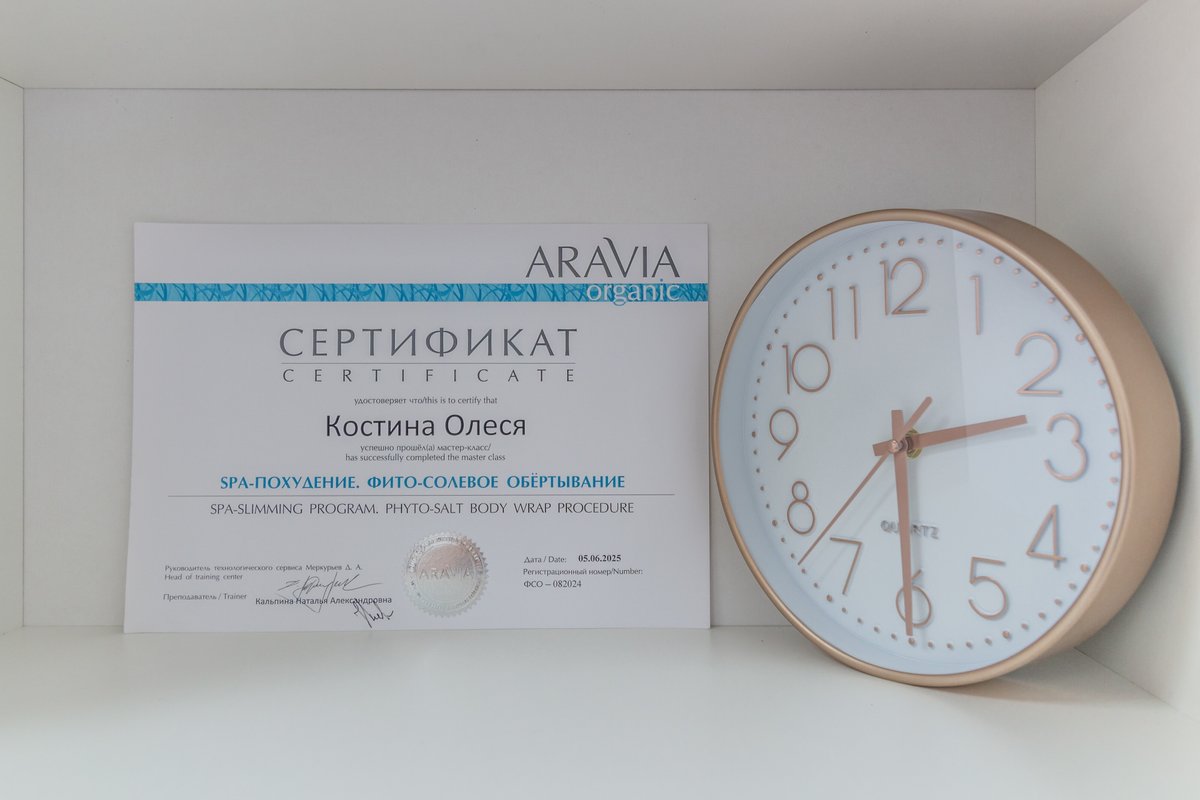 ARAVIA
organic
СЕРТИФИКАТ
CERTIFICATE
удостоверяет что/this is to certify that
Костина Олеся
успешно прошёл(а) мастер-класс/
has successfully completed the master class
SPA-ПОХУДЕНИЕ. ФИТО-СОЛЕВОЕ ОБЁРТЫВАНИЕ
SPA-SLIMMING PROGRAM. PHYTO-SALT BODY WRAP PROCEDURE
Руководитель технологического сервиса Меркурьев Д. А.
Head of training center
Преподаватель / Trainer Кальпина Наталья Александровна
ARAVIA
Дата / Date: 05.06.2025
Регистрационный номер/Number:
ФСО – 082024
12
1
2
3
4
5
6
7
8
9
10
11
QUARTZ